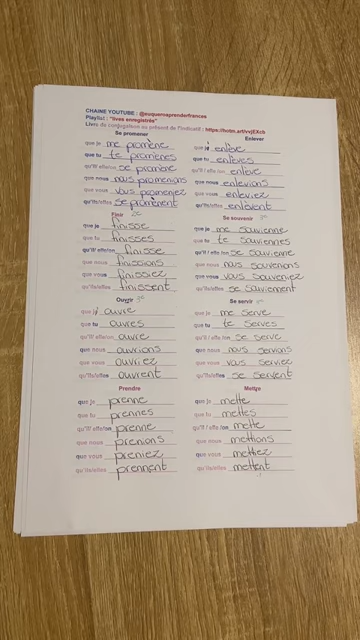 CHAINE YOUTUBE : @suqueroaprenderfrances
Playlist : "lives enregistrés"
Livre de conjugaison au présent de l'indicatif : https://hotm.art/vvjEXcb
Se promener
que je me promène
que tu te promènes
qu'il/ elle/on se promène
que nous nous promenions
que vous vous promeniez
qu'ils/elles se promènent
Enlever
que j' enlève
que tu enlèves
qu'il / elle /on enlève
que nous enlevions
que vous enleviez
qu'ils/elles enlèvent
Finir 2e
que je finisse
que tu finisses
qu'il/ elle/on finisse
que nous finissions
que vous finissiez
qu'ils/elles finissent
Se souvenir
que je me souvienne
que tu te souviennes
qu'il / elle /on se souvienne
que nous nous souvenions
que vous vous souveniez
qu'ils/elles se souviement
Ouvrir 3e
que j' ouvre
que tu ouvres
qu'il/ elle/on ouvre
que nous ouvrions
que vous ouvriez
qu'ils/elles ouvrent
Se servir
que je me serve
que tu te serves
qu'il / elle /on se serve
que nous nous servions
que vous vous serviez
qu'ils/elles se servent
Prendre
que je prenne
que tu prennes
qu'il/ elle/on prenne
que nous prenions
que vous preniez
qu'ils/elles prennent
Mettre
que je mette
que tu mettes
qu'il / elle /on mette
que nous mettions
que vous mettiez
qu'ils/elles mettent